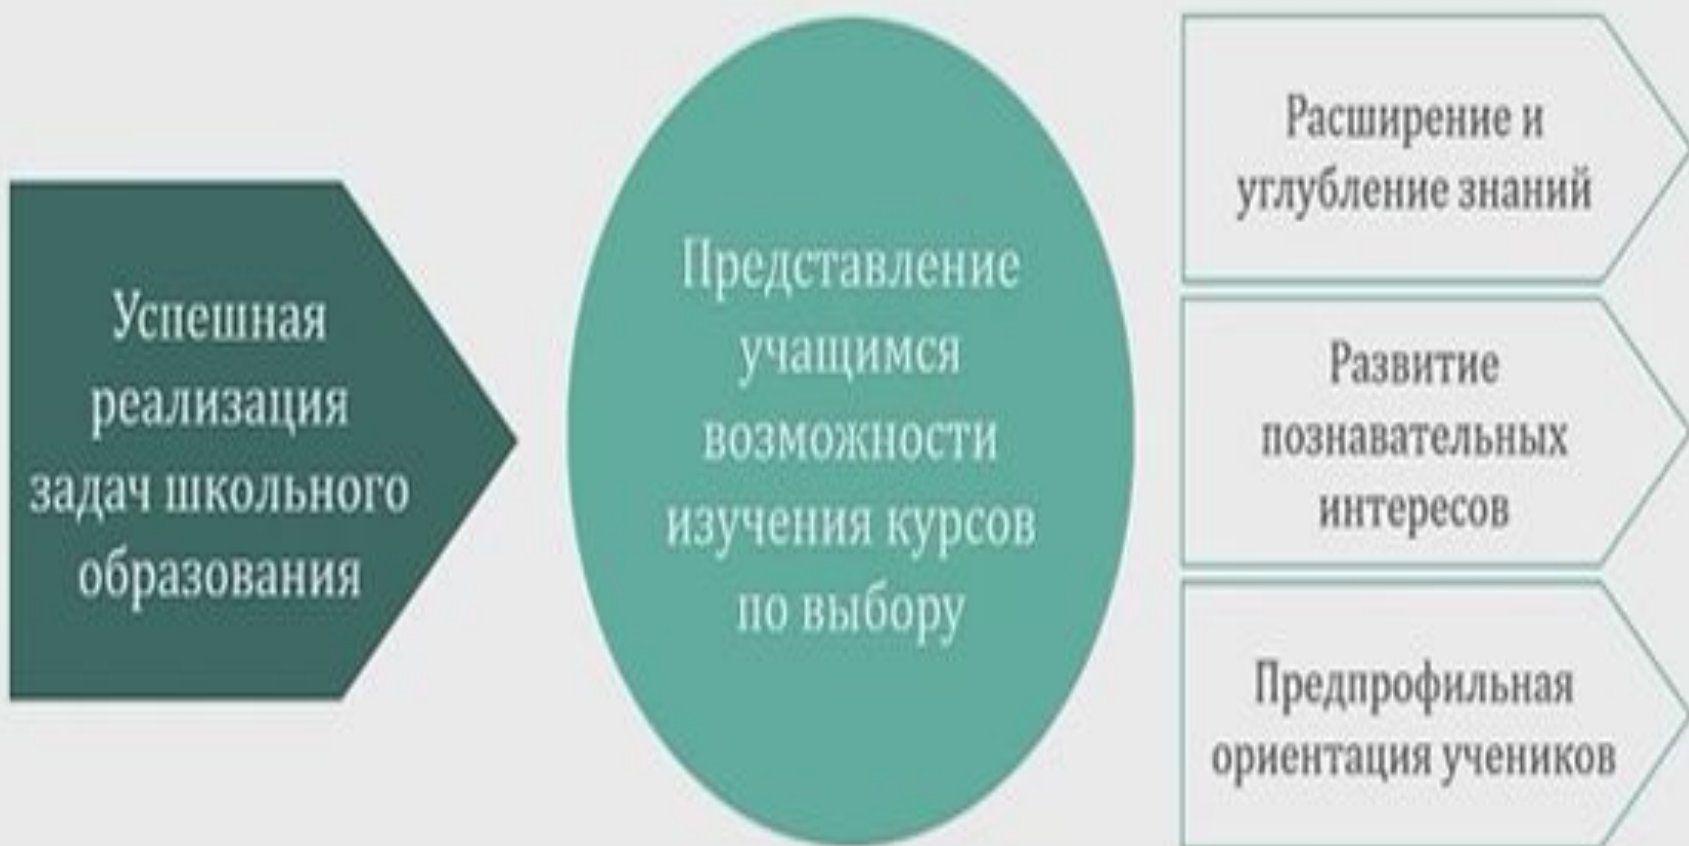 Успешная
реализация
задач школьного
образования
Представление
учащимся
возможности
изучения курсов
по выбору
Расширение и
углубление знаний
Развитие
познавательных
интересов
Предпрофильная
ориентация учеников